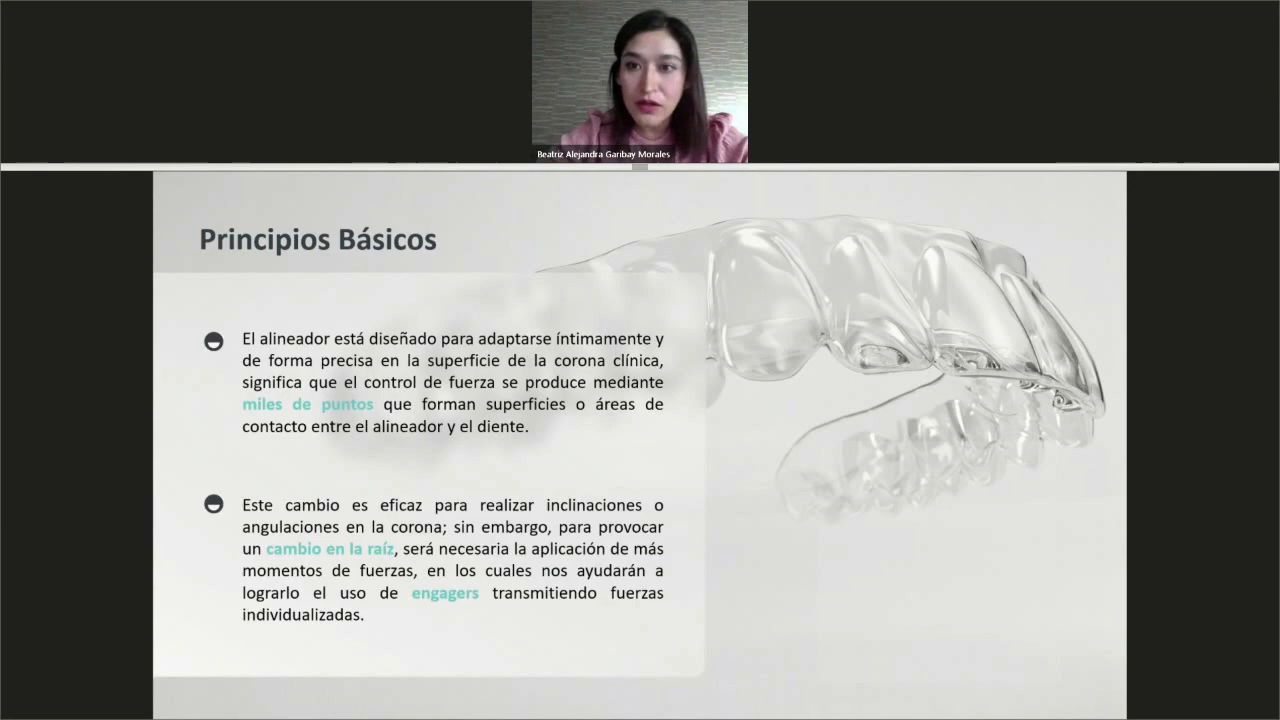 Beatriz Alejandra Garibay Morales
Principios Básicos
El alineador está diseñado para adaptarse íntimamente y
de forma precisa en la superficie de la corona clínica,
significa que el control de fuerza se produce mediante
miles de puntos que forman superficies o áreas de
contacto entre el alineador y el diente.
Este cambio es eficaz para realizar inclinaciones o
angulaciones en la corona; sin embargo, para provocar
un cambio en la raíz, será necesaria la aplicación de más
momentos de fuerzas, en los cuales nos ayudarán a
lograrlo el uso de engagers transmitiendo fuerzas
individualizadas.